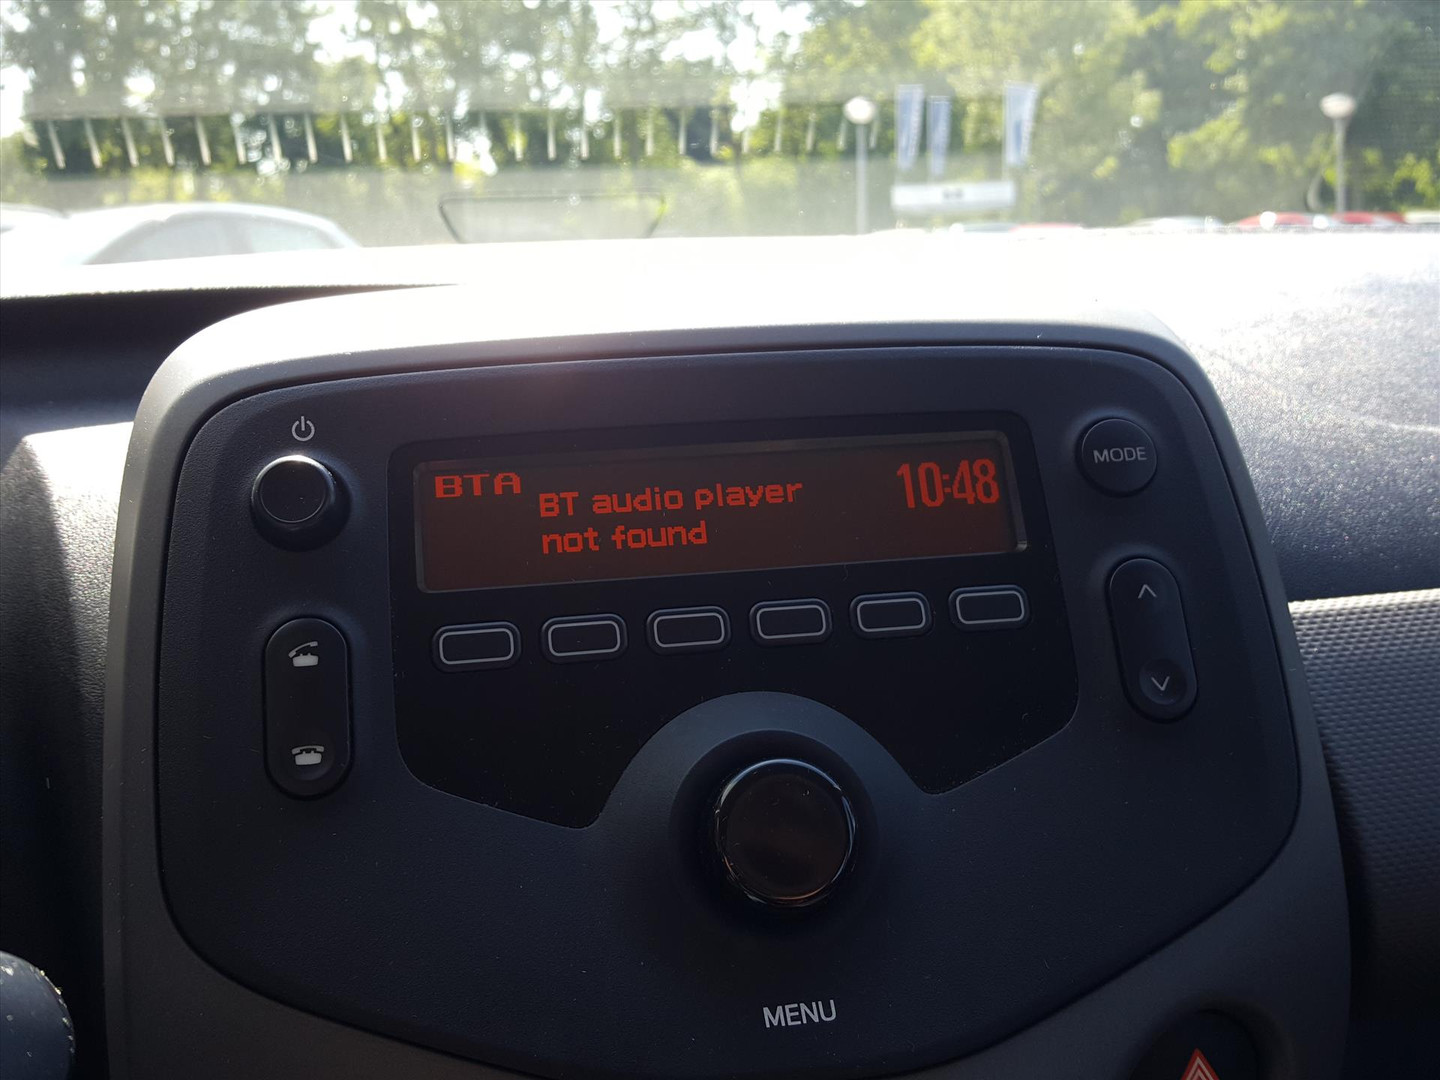 BTA
BT audio player
not found
10:48
MODE
MENU